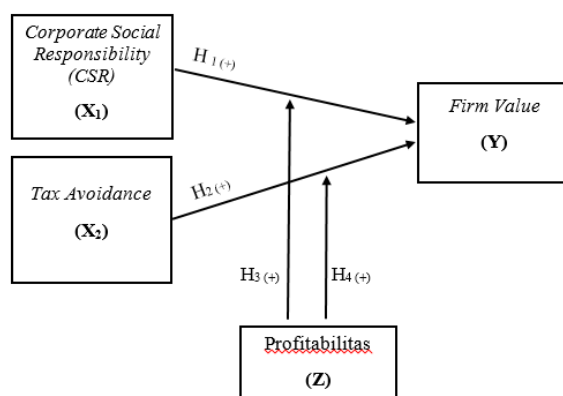 Corporate Social
Responsibility
(CSR)
(X₁)
H 1 (+)
Firm Value
(Y)
Tax Avoidance
(X₂)
H₂ (+)
H₃ (+)
H₄ (+)
Profitabilitas
(Z)